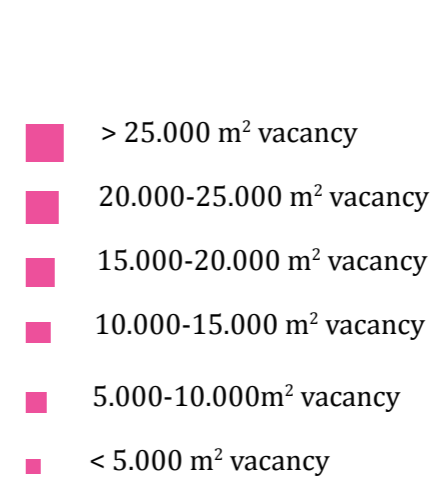 > 25.000 m² vacancy
20.000-25.000 m² vacancy
15.000-20.000 m² vacancy
10.000-15.000 m² vacancy
5.000-10.000m² vacancy
< 5.000 m² vacancy